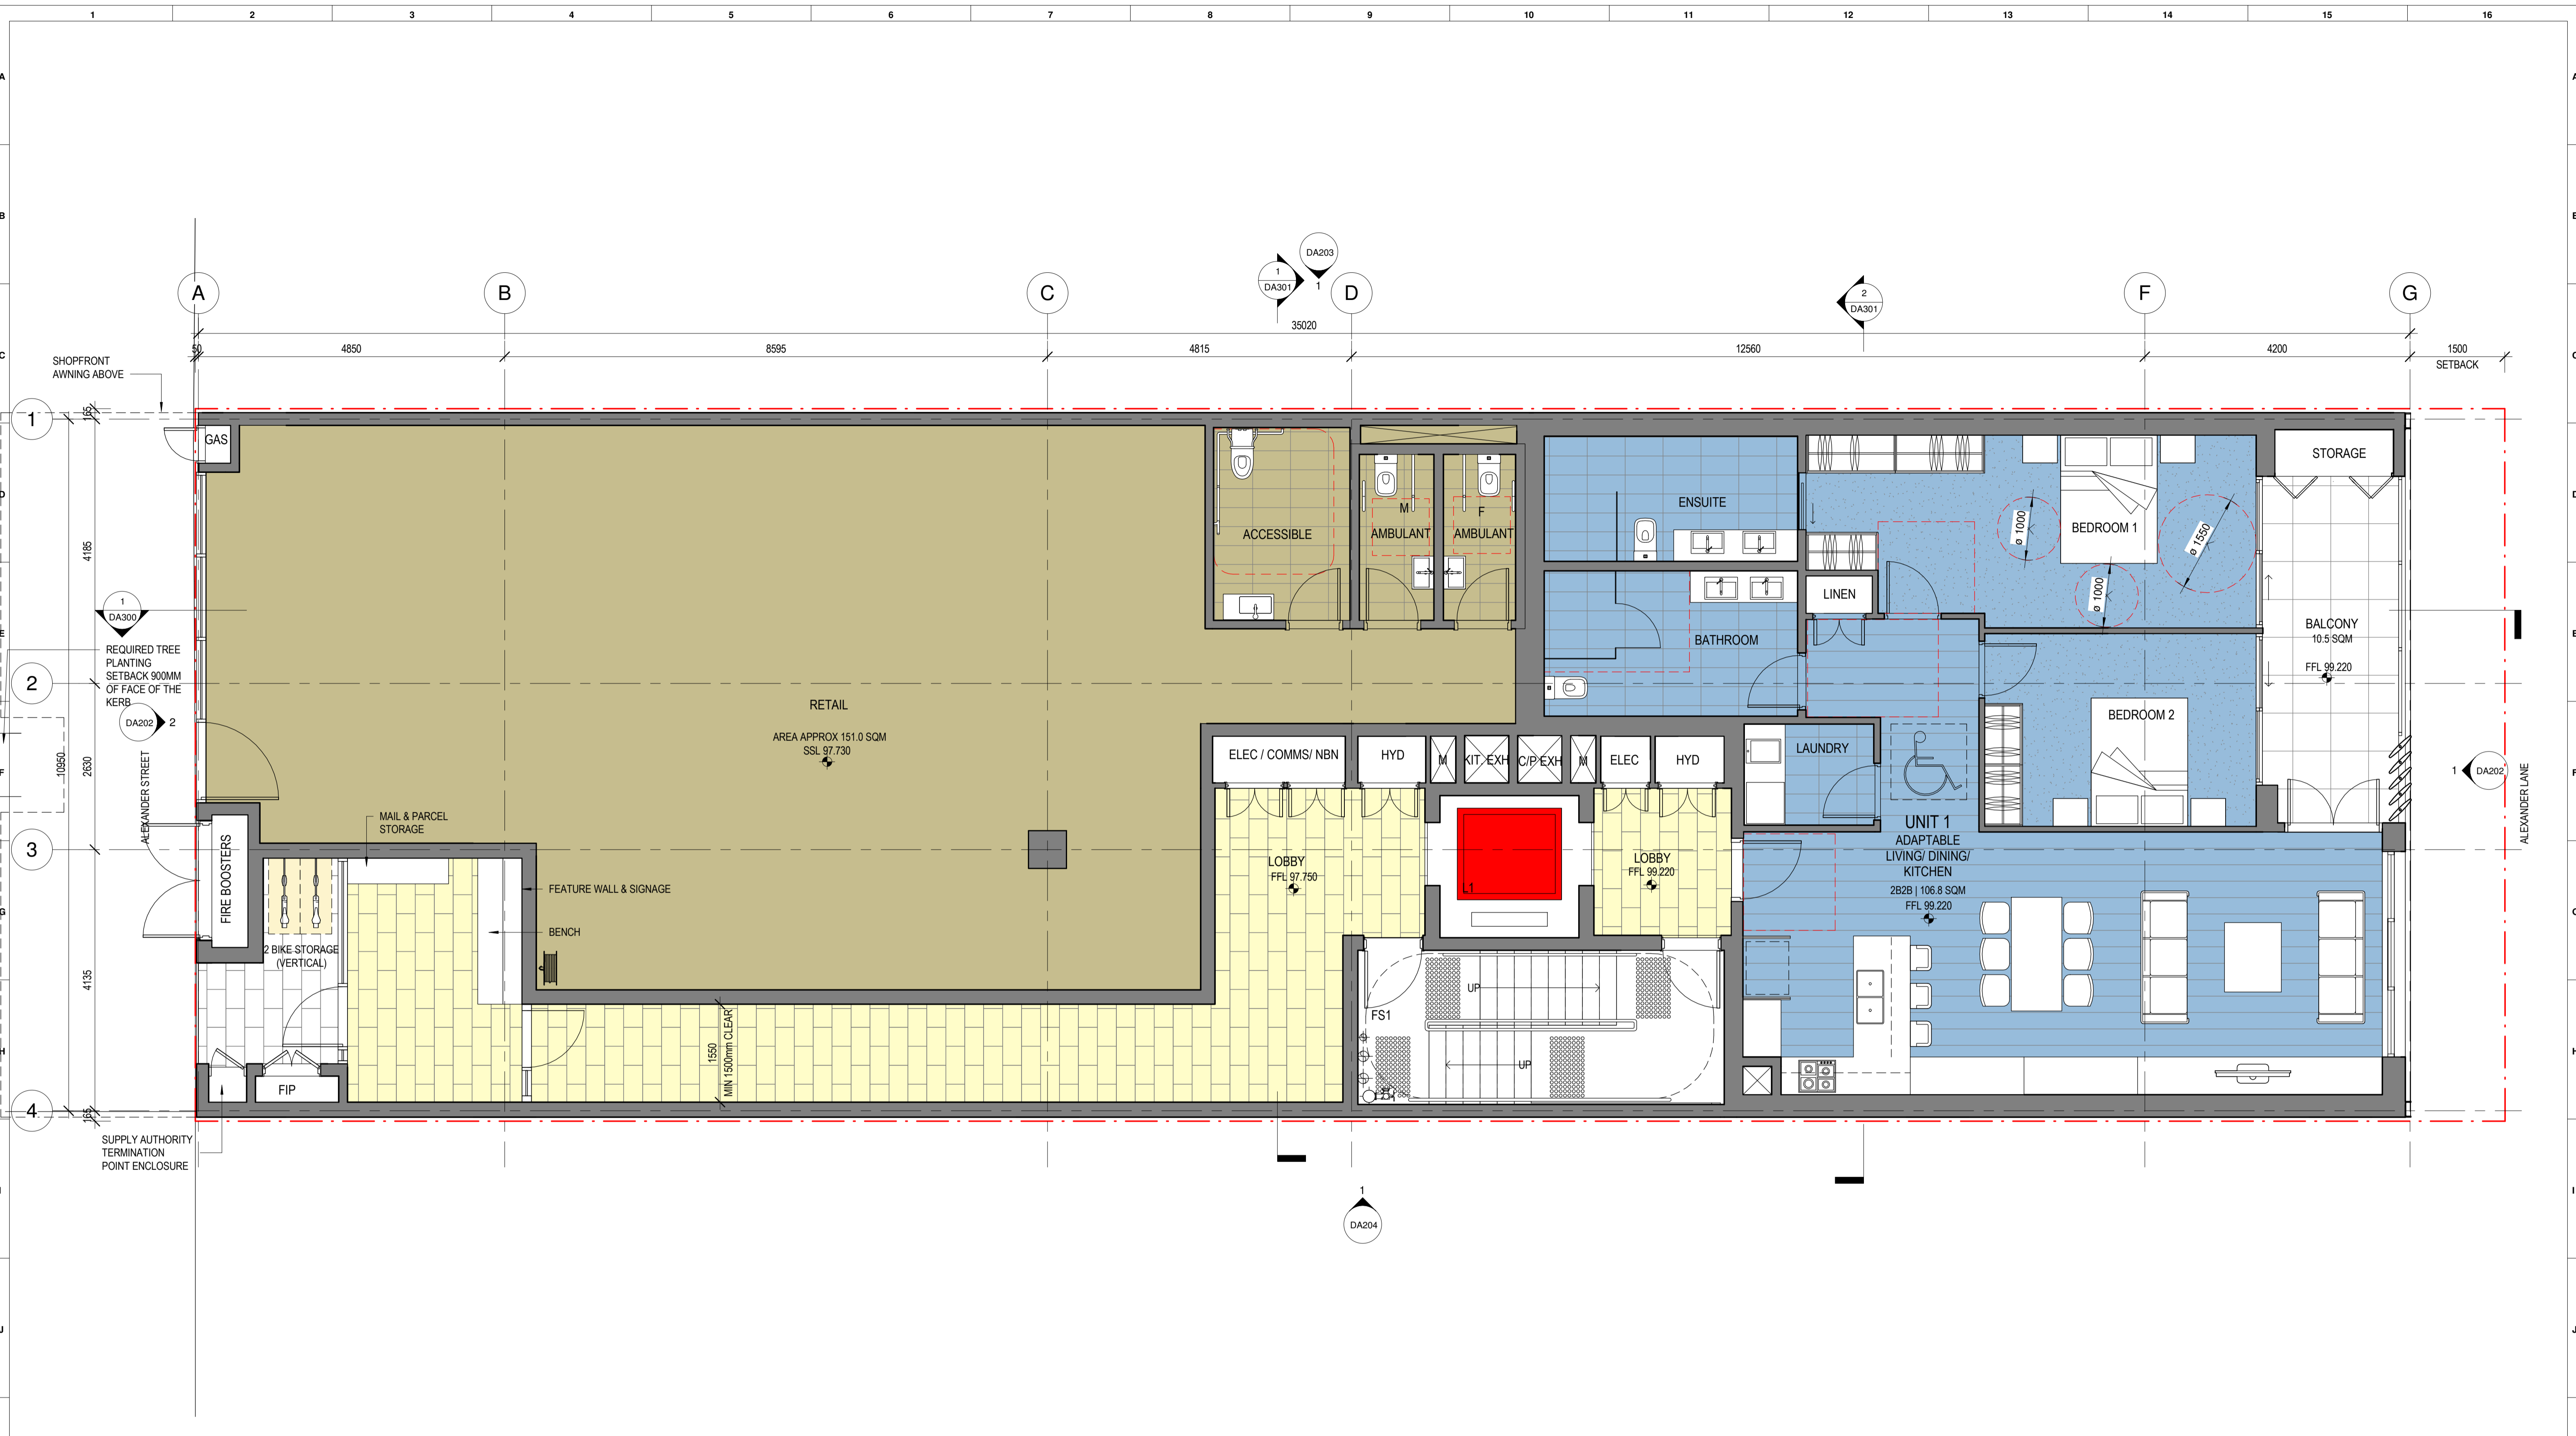 1 2 3 4 5 6 7 8 9 10 11 12 13 14 15 16
A
A
B
B
DA203
1
1
DA301
2
DA301
A B C D F G
35020
50 4850 8595 4815 12560 4200 1500
SETBACK
C
C
SHOPFRONT
AWNING ABOVE
165
1
GAS
STORAGE
D
D
ENSUITE
M
AMBULANT
F
AMBULANT
ACCESSIBLE
ø 1000
BEDROOM 1
ø 1550
4185
LINEN
ø 1000
1
DA300
BALCONY
10.5 SQM
FFL 99.220
E
E
BATHROOM
REQUIRED TREE
PLANTING
SETBACK 900MM
OF FACE OF THE
KERB
2
DA202 2
RETAIL
AREA APPROX 151.0 SQM
SSL 97.730
BEDROOM 2
10950
2630
ALEXANDER STREET
F
F
ELEC / COMMS/ NBN
HYD
M
KIT EXH
C/P EXH
M
ELEC
HYD
LAUNDRY
1 DA202
ALEXANDER LANE
MAIL & PARCEL
STORAGE
UNIT 1
ADAPTABLE
LIVING/ DINING/
KITCHEN
2B2B | 106.8 SQM
FFL 99.220
3
FIRE BOOSTERS
LOBBY
FFL 97.750
L1
LOBBY
FFL 99.220
FEATURE WALL & SIGNAGE
G
G
BENCH
2 BIKE STORAGE
(VERTICAL)
4135
UP
FS1
1550
MIN 1500mm CLEAR
H
H
UP
FIP
4
165
SUPPLY AUTHORITY
TERMINATION
POINT ENCLOSURE
I
I
1
DA204
J
J